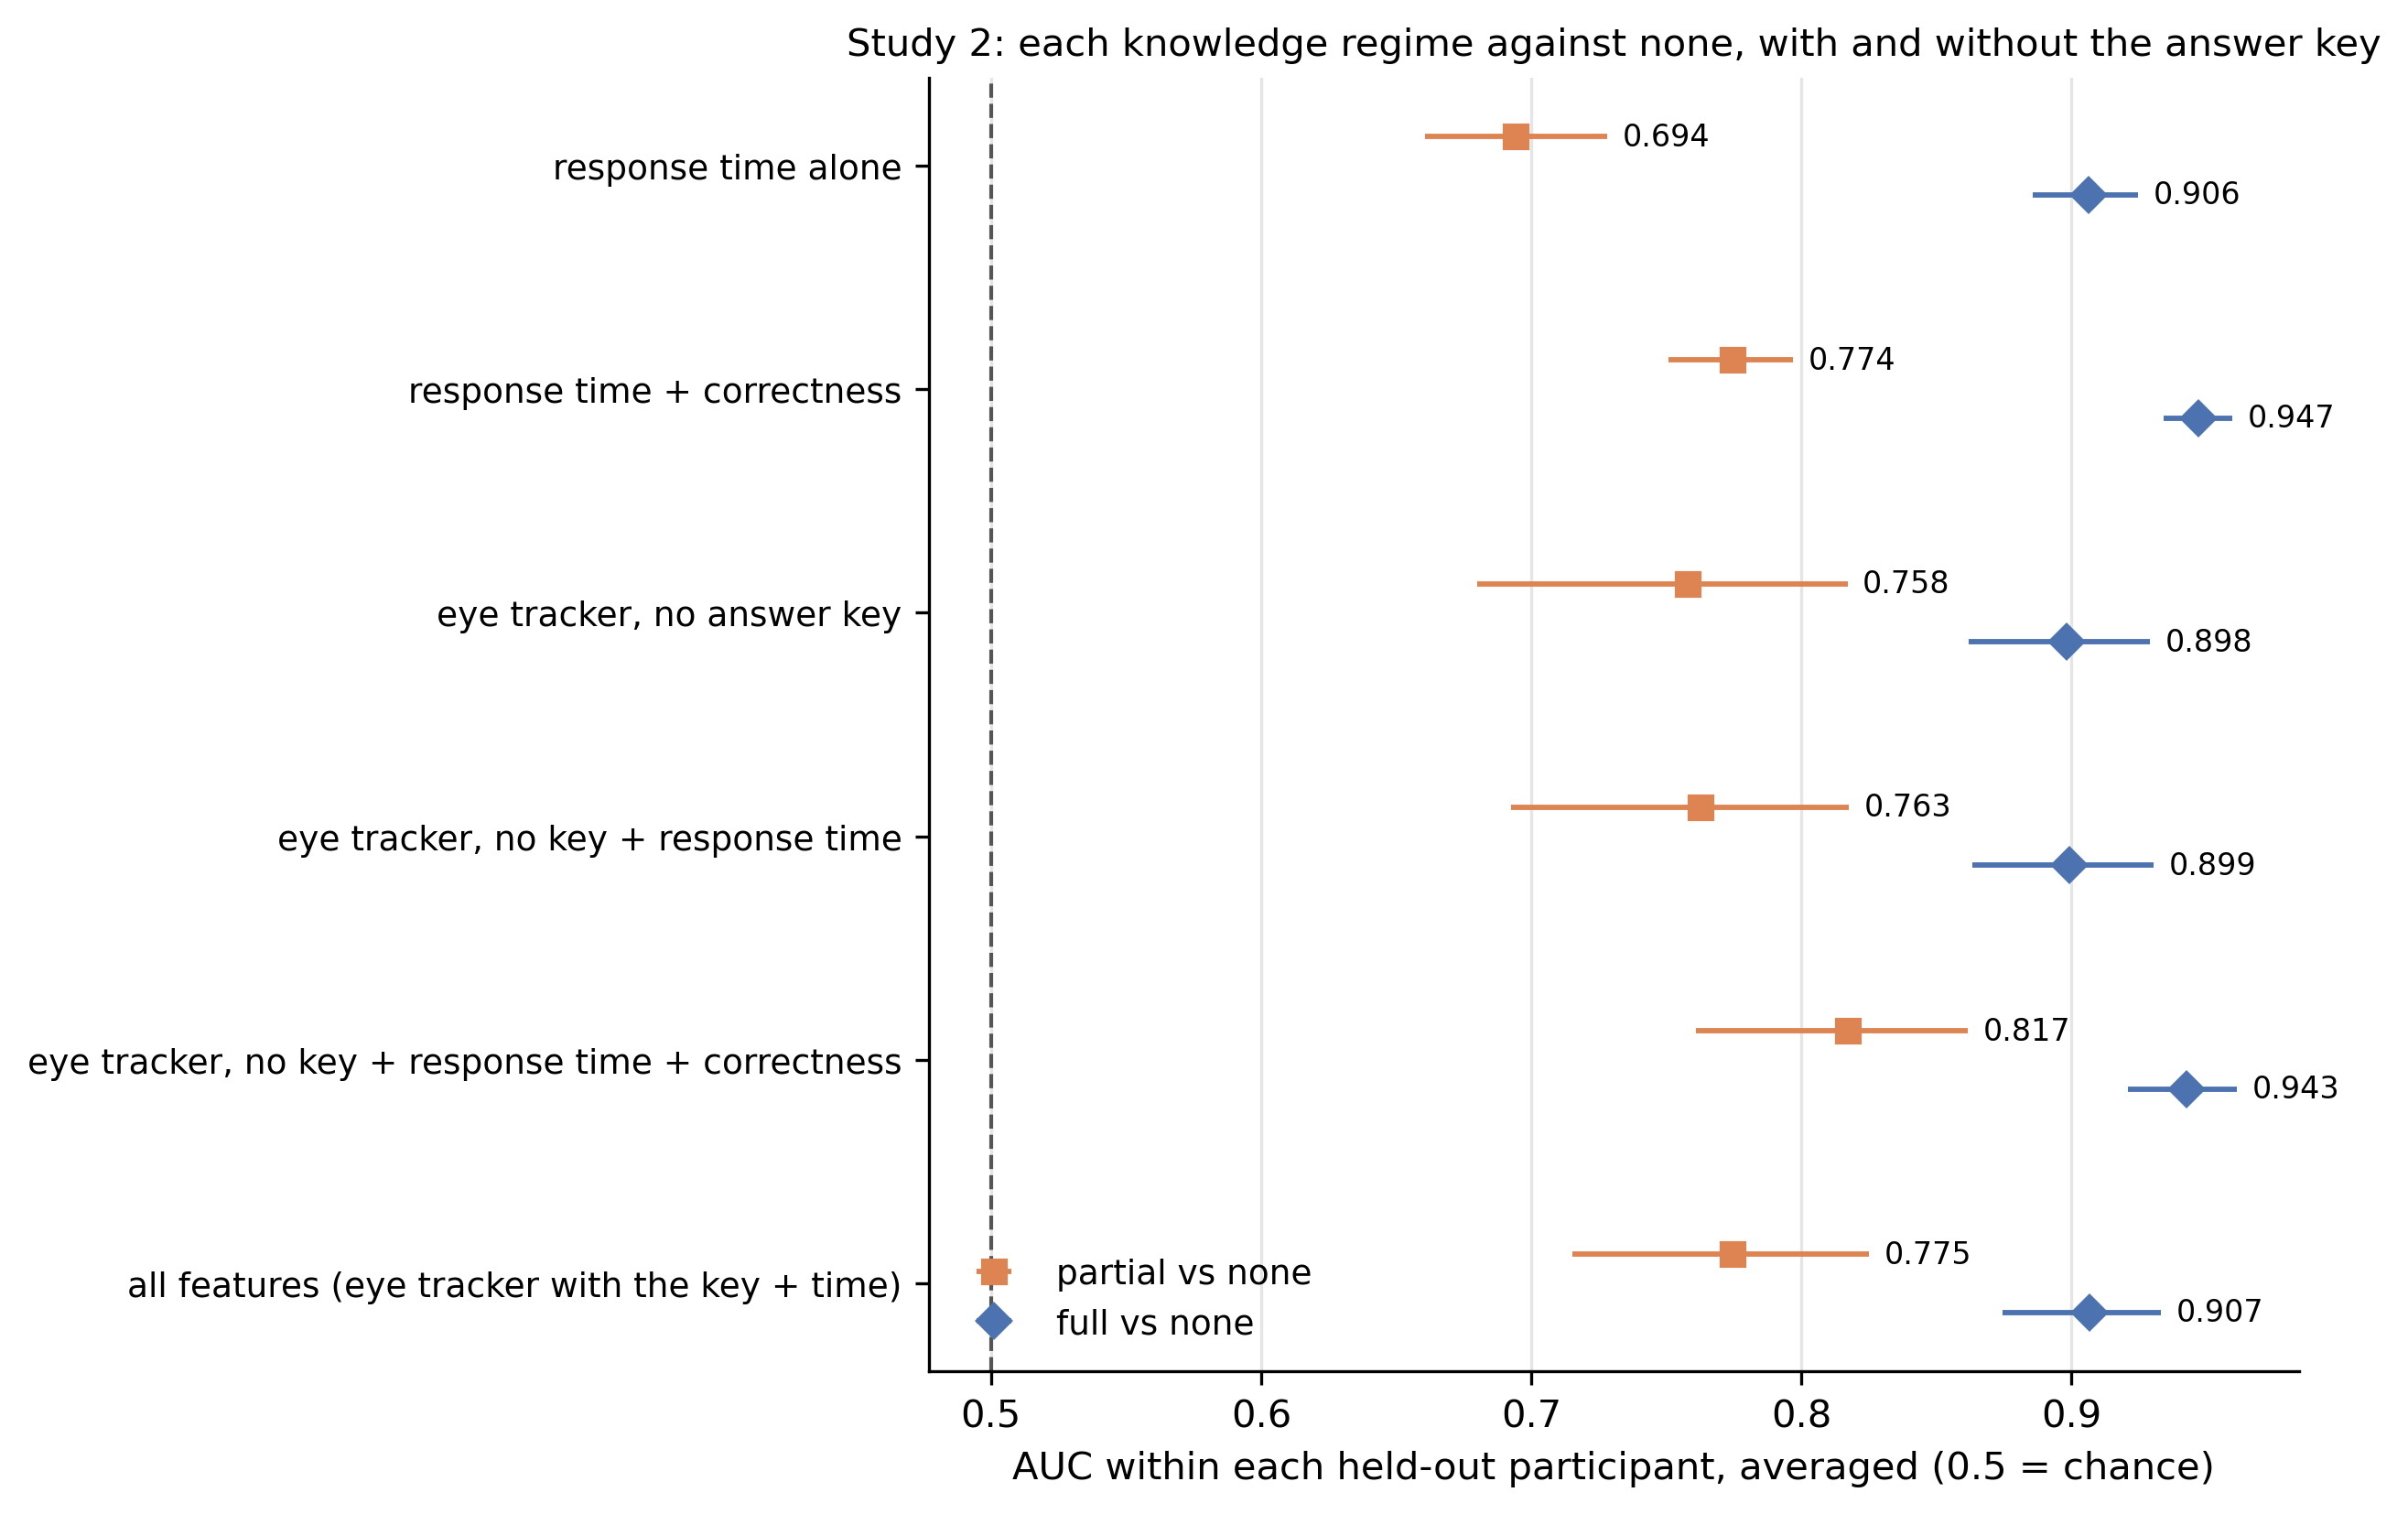 Study 2: each knowledge regime against none, with and without the answer key
response time alone
0.694
0.906
response time + correctness
0.774
0.947
eye tracker, no answer key
0.758
0.898
eye tracker, no key + response time
0.763
0.899
eye tracker, no key + response time + correctness
0.817
0.943
all features (eye tracker with the key + time)
0.775
0.907
partial vs none
full vs none
0.5 0.6 0.7 0.8 0.9
AUC within each held-out participant, averaged (0.5 = chance)